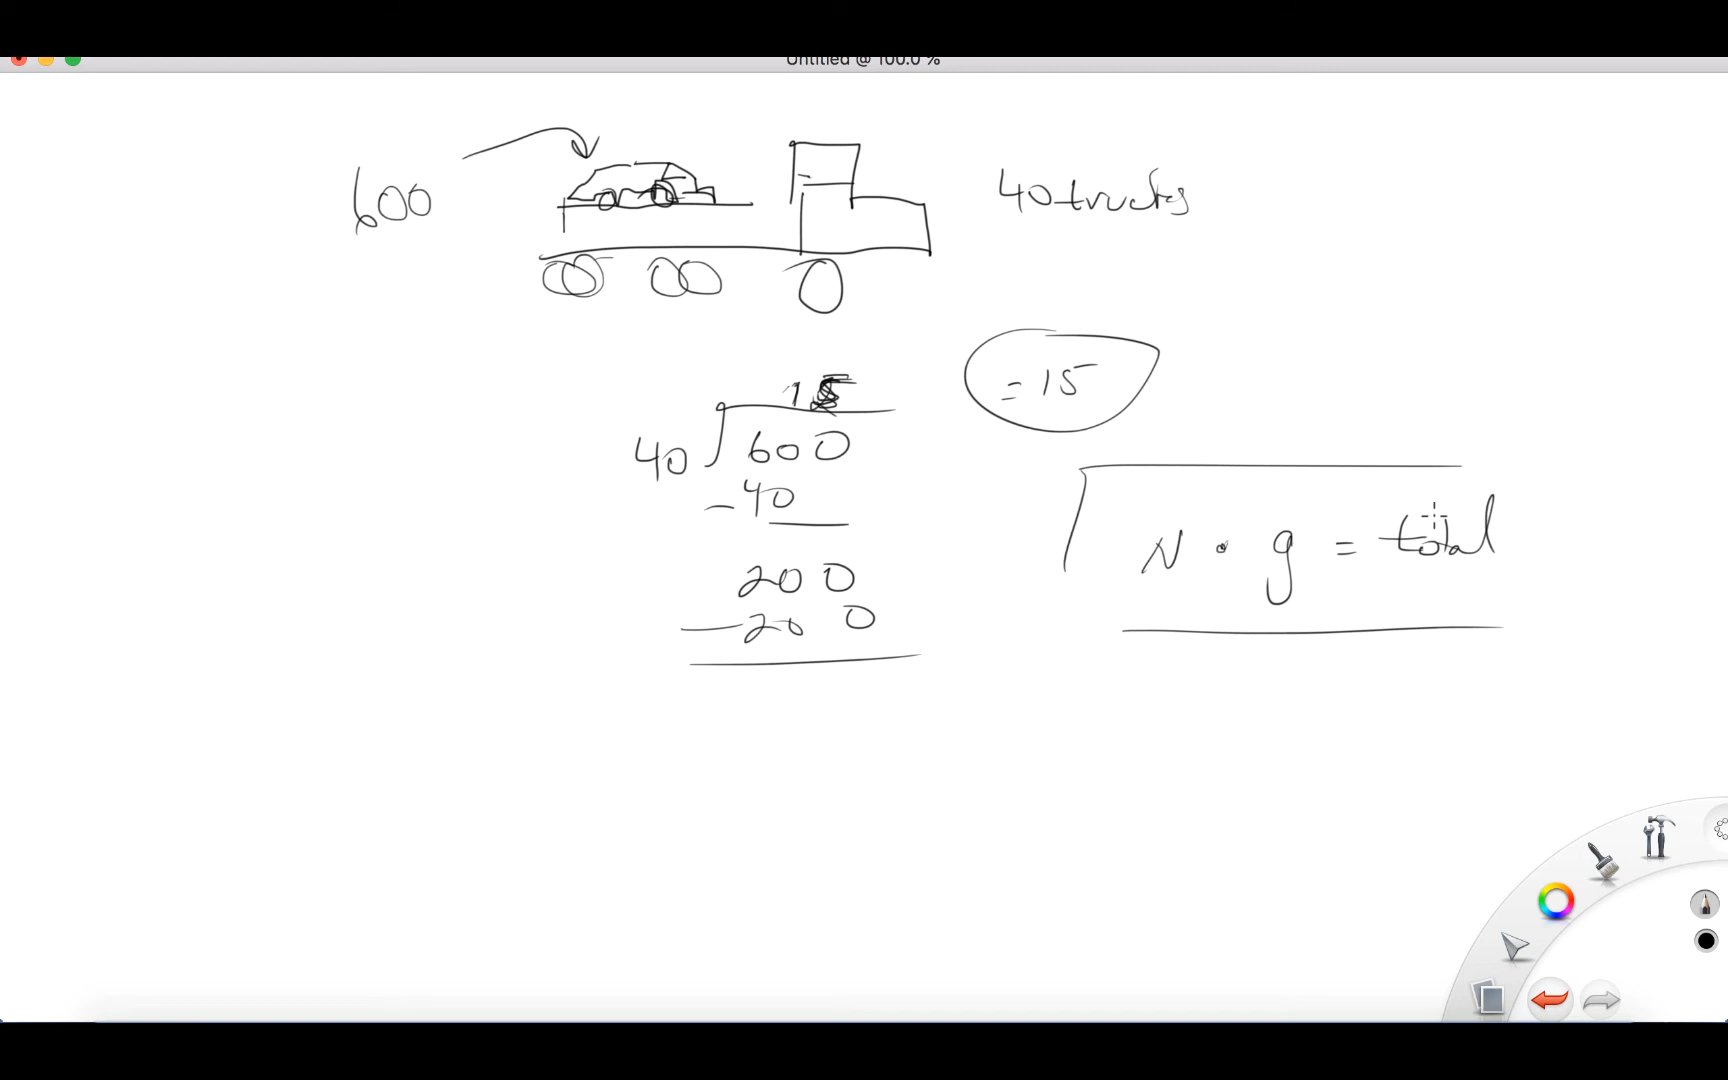 Untitled @ 100.0 %
600
40 trucks
15
= 15
40 600
- 40
200
- 200
N · g = total